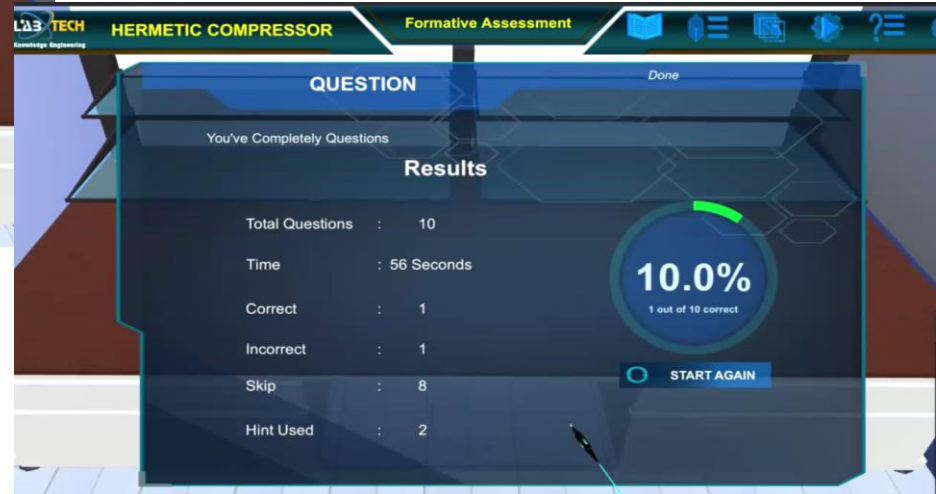 LAB TECH
Knowledge Engineering
HERMETIC COMPRESSOR
Formative Assessment
QUESTION
Done
You've Completely Questions
Results
Total Questions : 10
Time : 56 Seconds
Correct : 1
Incorrect : 1
Skip : 8
Hint Used : 2
10.0%
1 out of 10 correct
START AGAIN